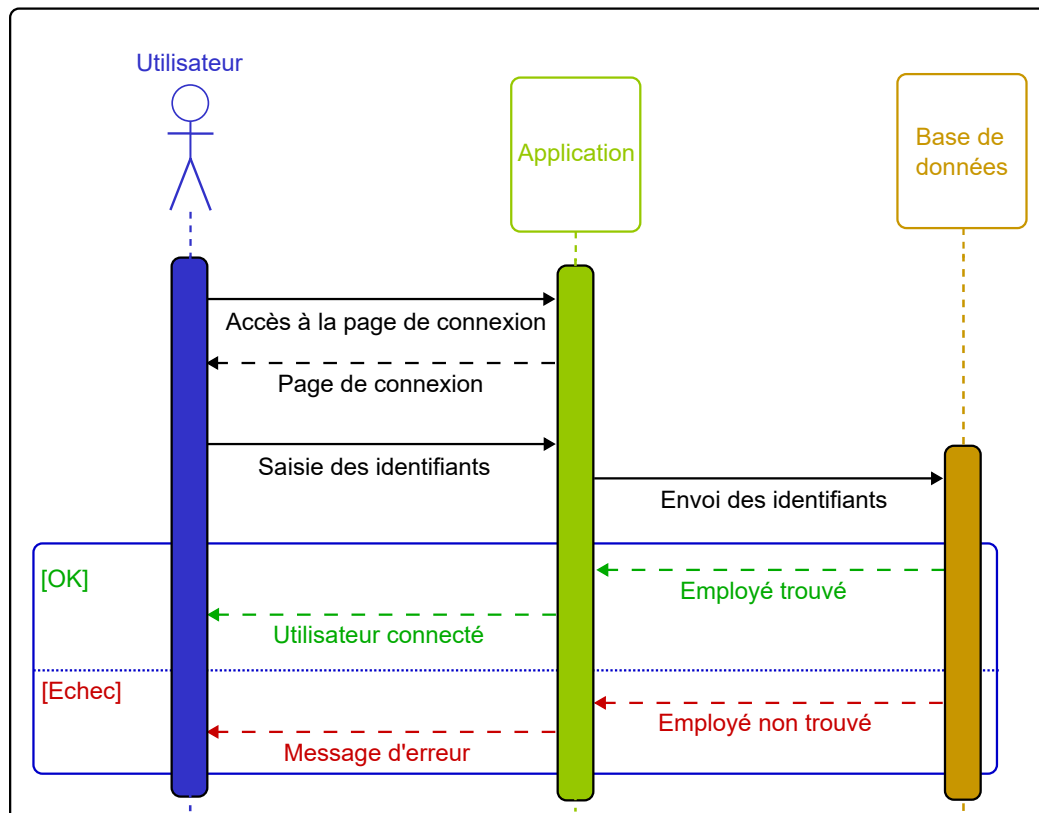 Utilisateur
Application
Base de
données
Accès à la page de connexion
Page de connexion
Saisie des identifiants
Envoi des identifiants
[OK]
Employé trouvé
Utilisateur connecté
[Echec]
Employé non trouvé
Message d'erreur